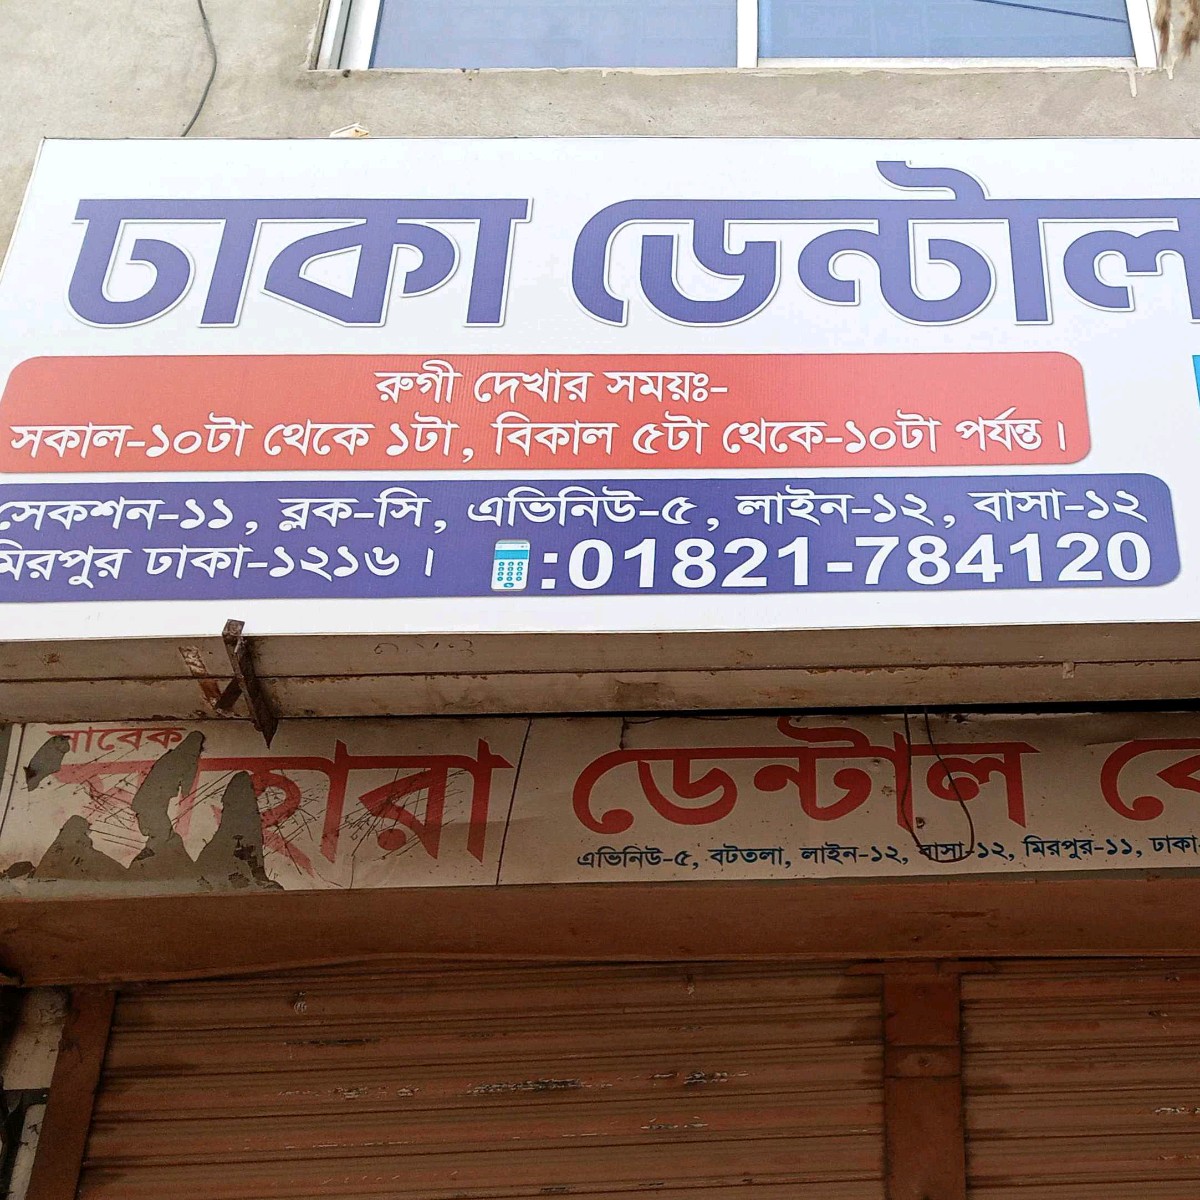 ঢাকা ডেন্টাল
রুগী দেখার সময়ঃ-
সকাল-১০টা থেকে ১টা, বিকাল ৫টা থেকে-১০টা পর্যন্ত।
সেকশন-১১, ব্লক-সি, এভিনিউ-৫, লাইন-১২, বাসা-১২
মিরপুর ঢাকা-১২১৬। :01821-784120
সাবেক
সাহারা ডেন্টাল কে
এভিনিউ-৫, বটতলা, লাইন-১২, বাসা-১২, মিরপুর-১১, ঢাকা-